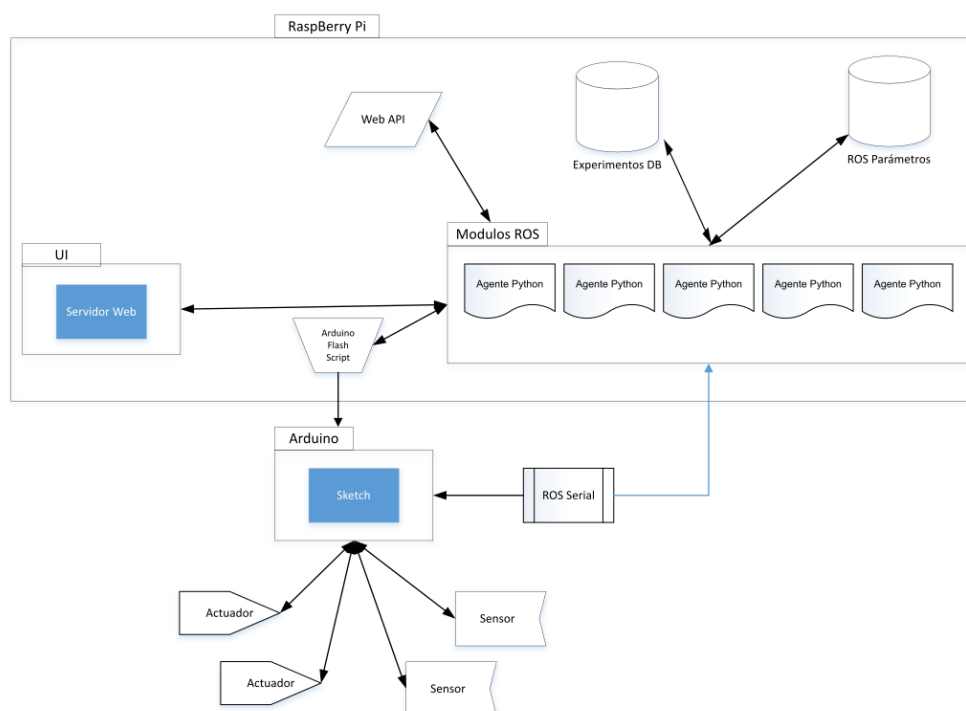 RaspBerry Pi
Web API
Experimentos DB
ROS Parámetros
Modulos ROS
Agente Python
Agente Python
Agente Python
Agente Python
Agente Python
UI
Servidor Web
Arduino
Flash
Script
Arduino
Sketch
ROS Serial
Actuador
Sensor
Actuador
Sensor